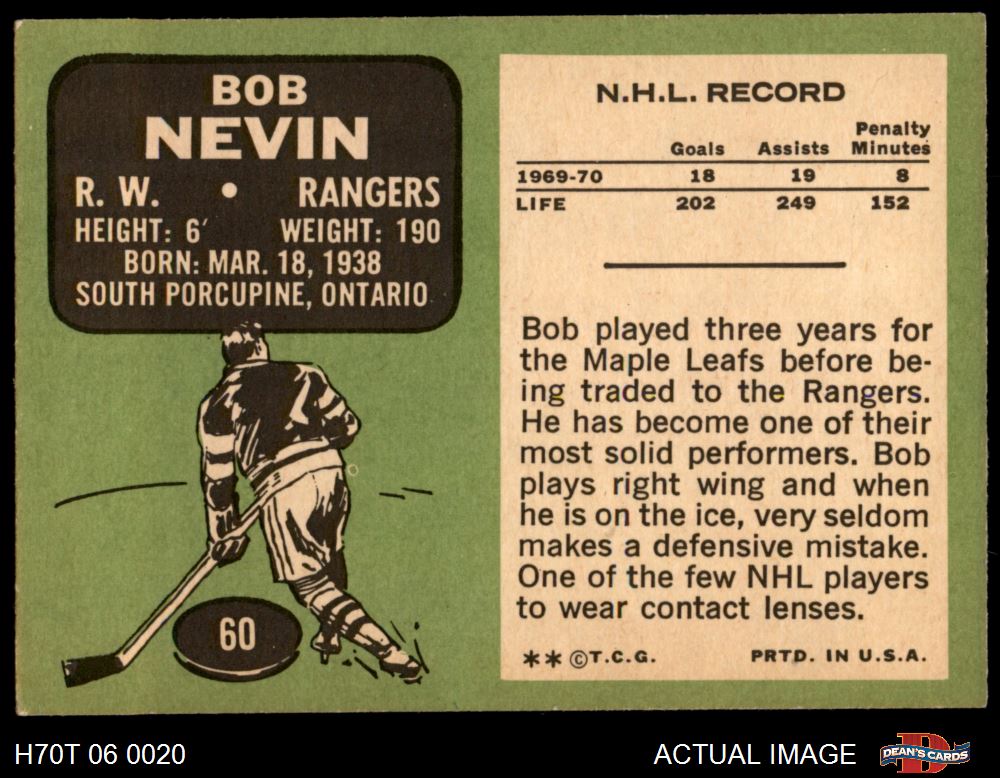 BOB
NEVIN
R. W. • RANGERS
HEIGHT: 6′ WEIGHT: 190
BORN: MAR. 18, 1938
SOUTH PORCUPINE, ONTARIO
60
N.H.L. RECORD
Goals Assists Penalty Minutes
1969-70 18 19 8
LIFE 202 249 152
Bob played three years for
the Maple Leafs before be-
ing traded to the Rangers.
He has become one of their
most solid performers. Bob
plays right wing and when
he is on the ice, very seldom
makes a defensive mistake.
One of the few NHL players
to wear contact lenses.
**©T.C.G. PRTD. IN U.S.A.
H70T 06 0020 ACTUAL IMAGE DEAN'S CARDS